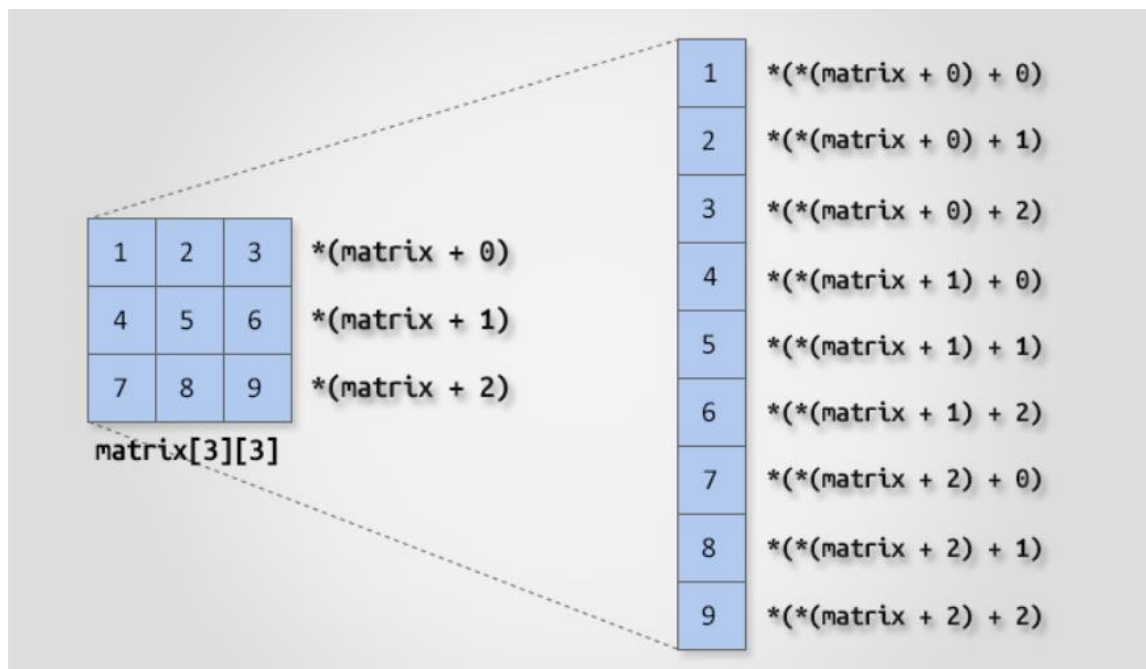 1 2 3 *(matrix + 0)
4 5 6 *(matrix + 1)
7 8 9 *(matrix + 2)
matrix[3][3]
1 *(*(matrix + 0) + 0)
2 *(*(matrix + 0) + 1)
3 *(*(matrix + 0) + 2)
4 *(*(matrix + 1) + 0)
5 *(*(matrix + 1) + 1)
6 *(*(matrix + 1) + 2)
7 *(*(matrix + 2) + 0)
8 *(*(matrix + 2) + 1)
9 *(*(matrix + 2) + 2)